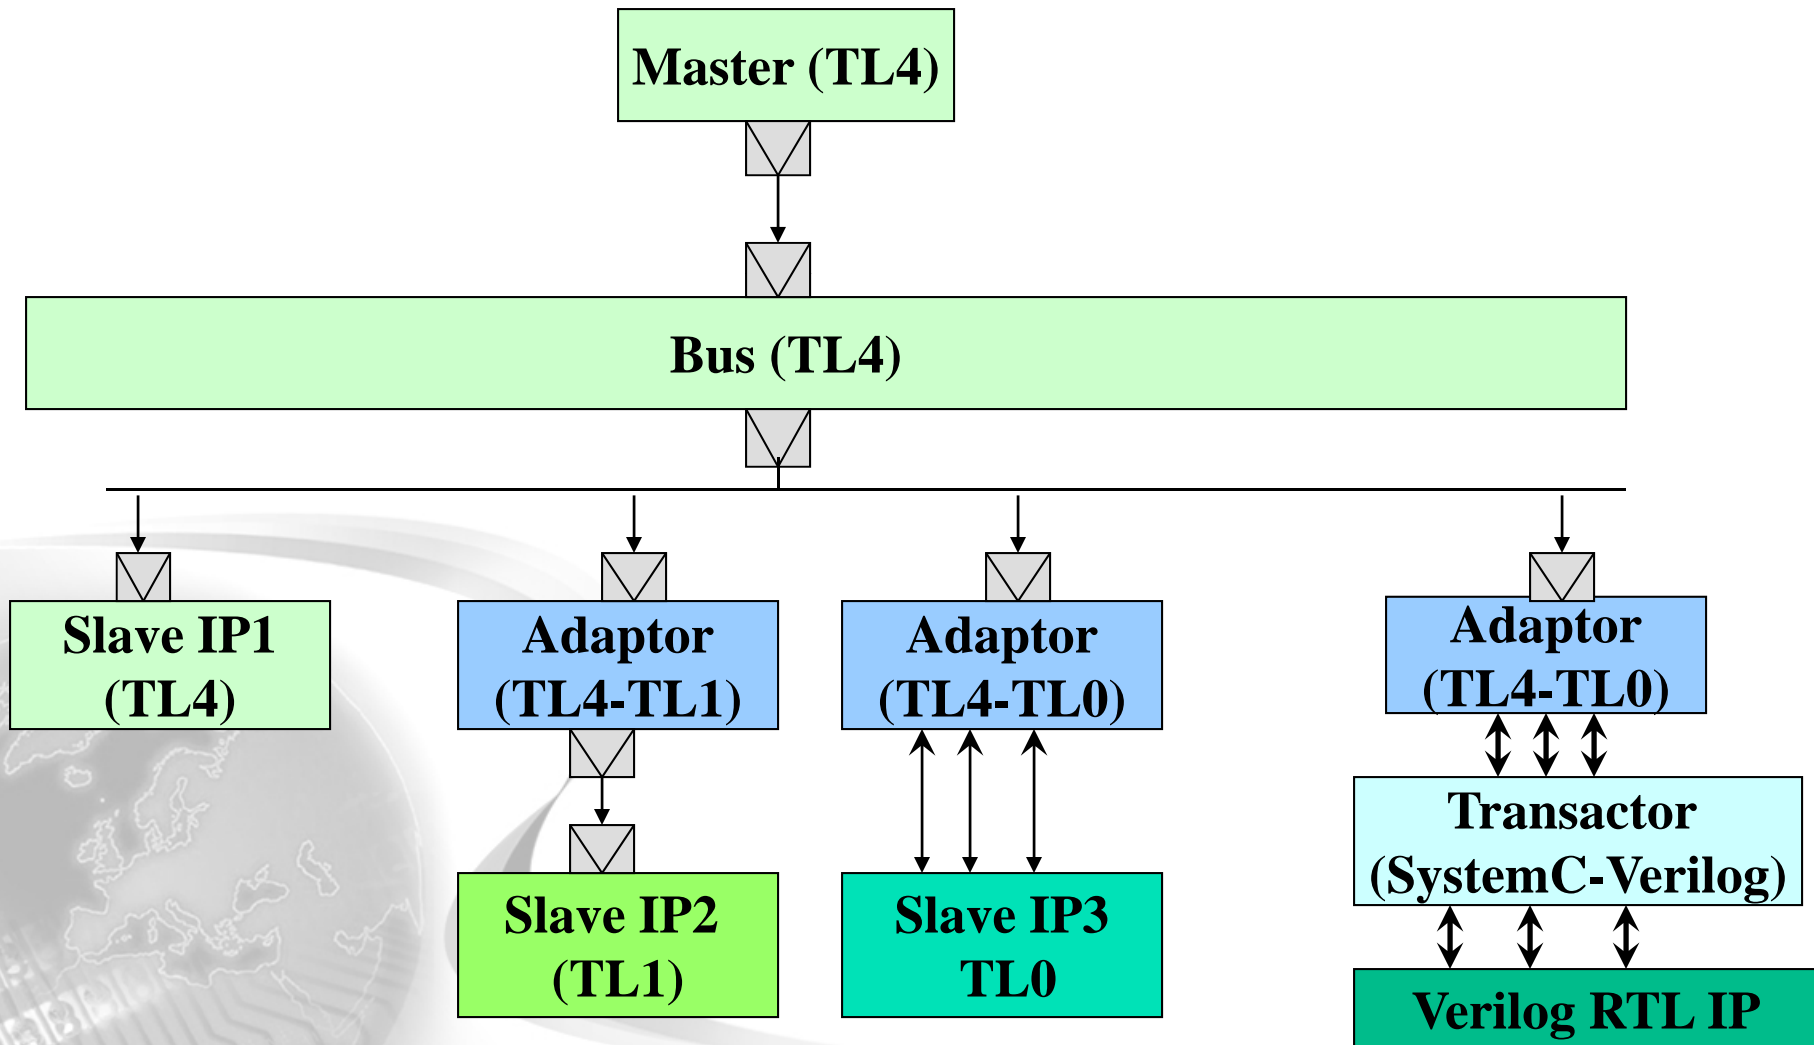 Master (TL4)
Bus (TL4)
Slave IP1
(TL4)
Adaptor
(TL4-TL1)
Adaptor
(TL4-TL0)
Adaptor
(TL4-TL0)
Transactor
(SystemC-Verilog)
Slave IP2
(TL1)
Slave IP3
TL0
Verilog RTL IP